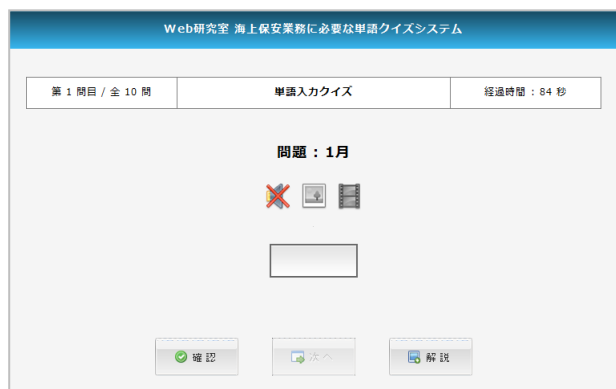 Web研究室 海上保安業務に必要な単語クイズシステム
第 1 問目 / 全 10 問 単語入力クイズ 経過時間 : 84 秒
問題 : 1月
確認 次へ 解説